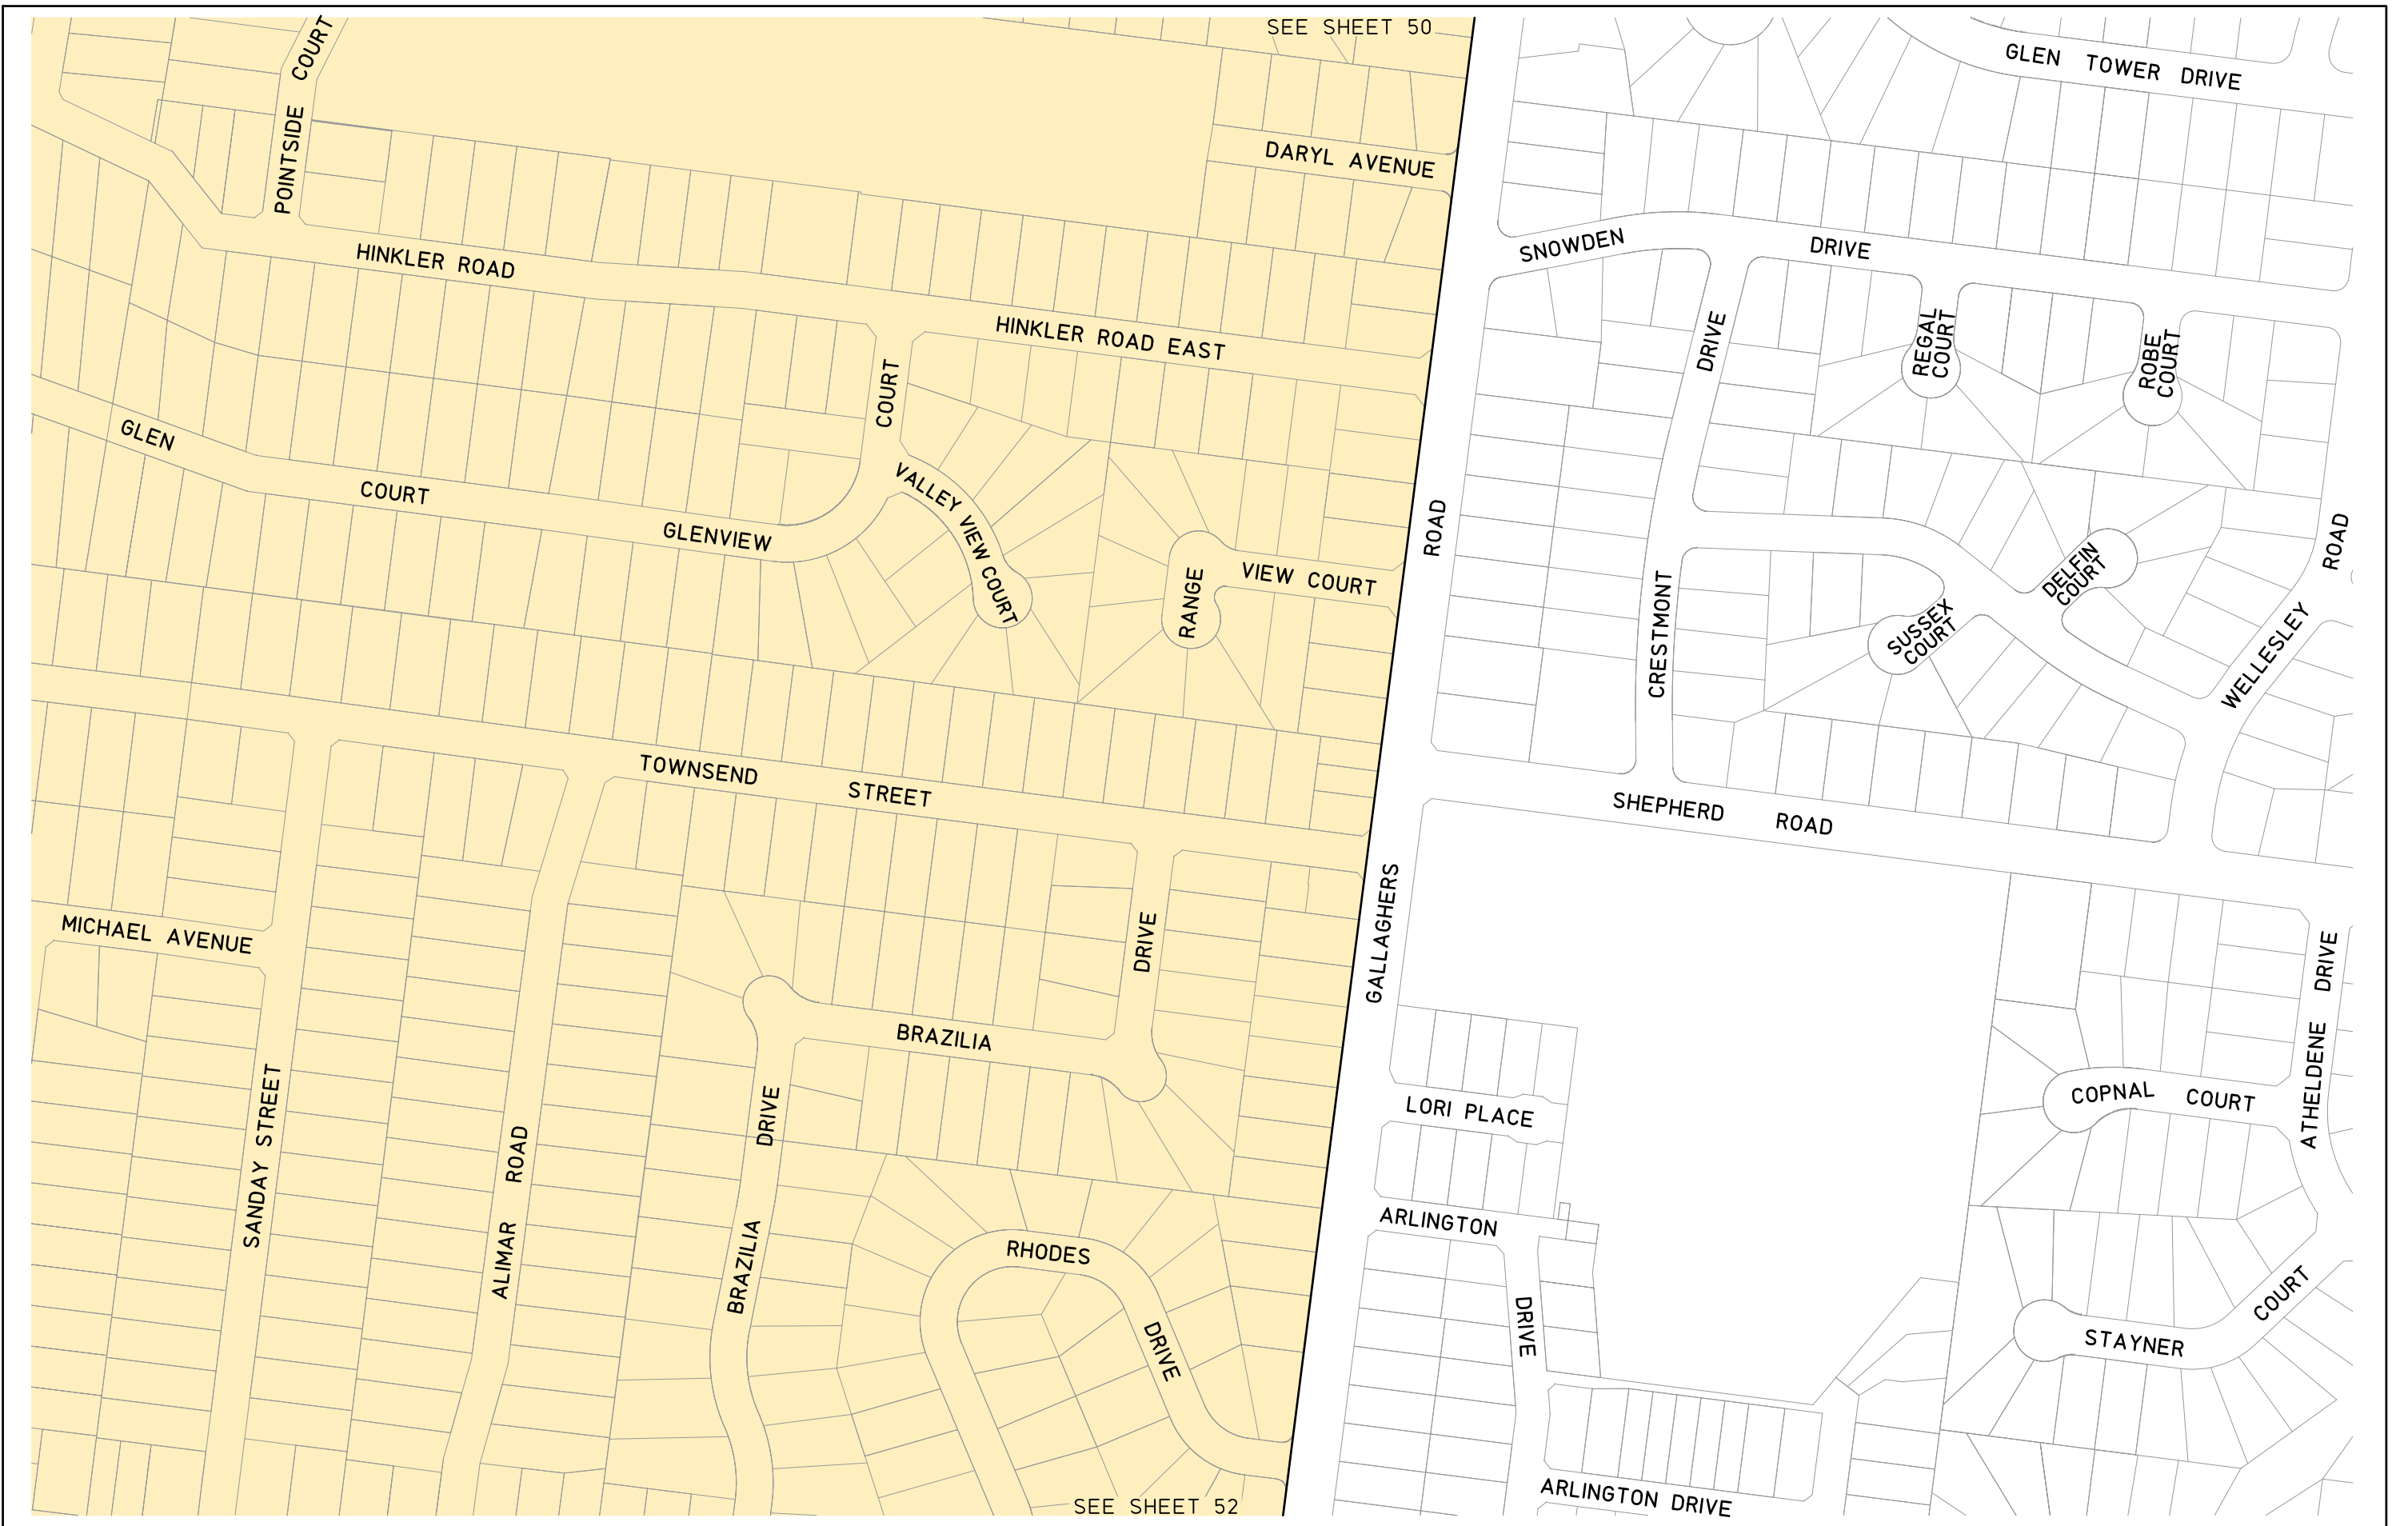 SEE SHEET 50
POINTSIDE COURT
GLEN TOWER DRIVE
DARYL AVENUE
SNOWDEN DRIVE
HINKLER ROAD
HINKLER ROAD EAST
DRIVE
REGAL
COURT
ROBE
COURT
COURT
GLEN
COURT
GLENVIEW
VALLEY VIEW COURT
RANGE
VIEW COURT
ROAD
CRESTMONT
DELFIN
COURT
SUSSEX
COURT
ROAD
WELLESLEY
TOWNSEND STREET
SHEPHERD ROAD
GALLAGHERS
MICHAEL AVENUE
DRIVE
DRIVE
ATHELDENE
BRAZILIA
COPNAL COURT
LORI PLACE
SANDAY STREET
ALIMAR ROAD
DRIVE
BRAZILIA
ARLINGTON
DRIVE
RHODES
DRIVE
STAYNER
COURT
ARLINGTON DRIVE
SEE SHEET 52